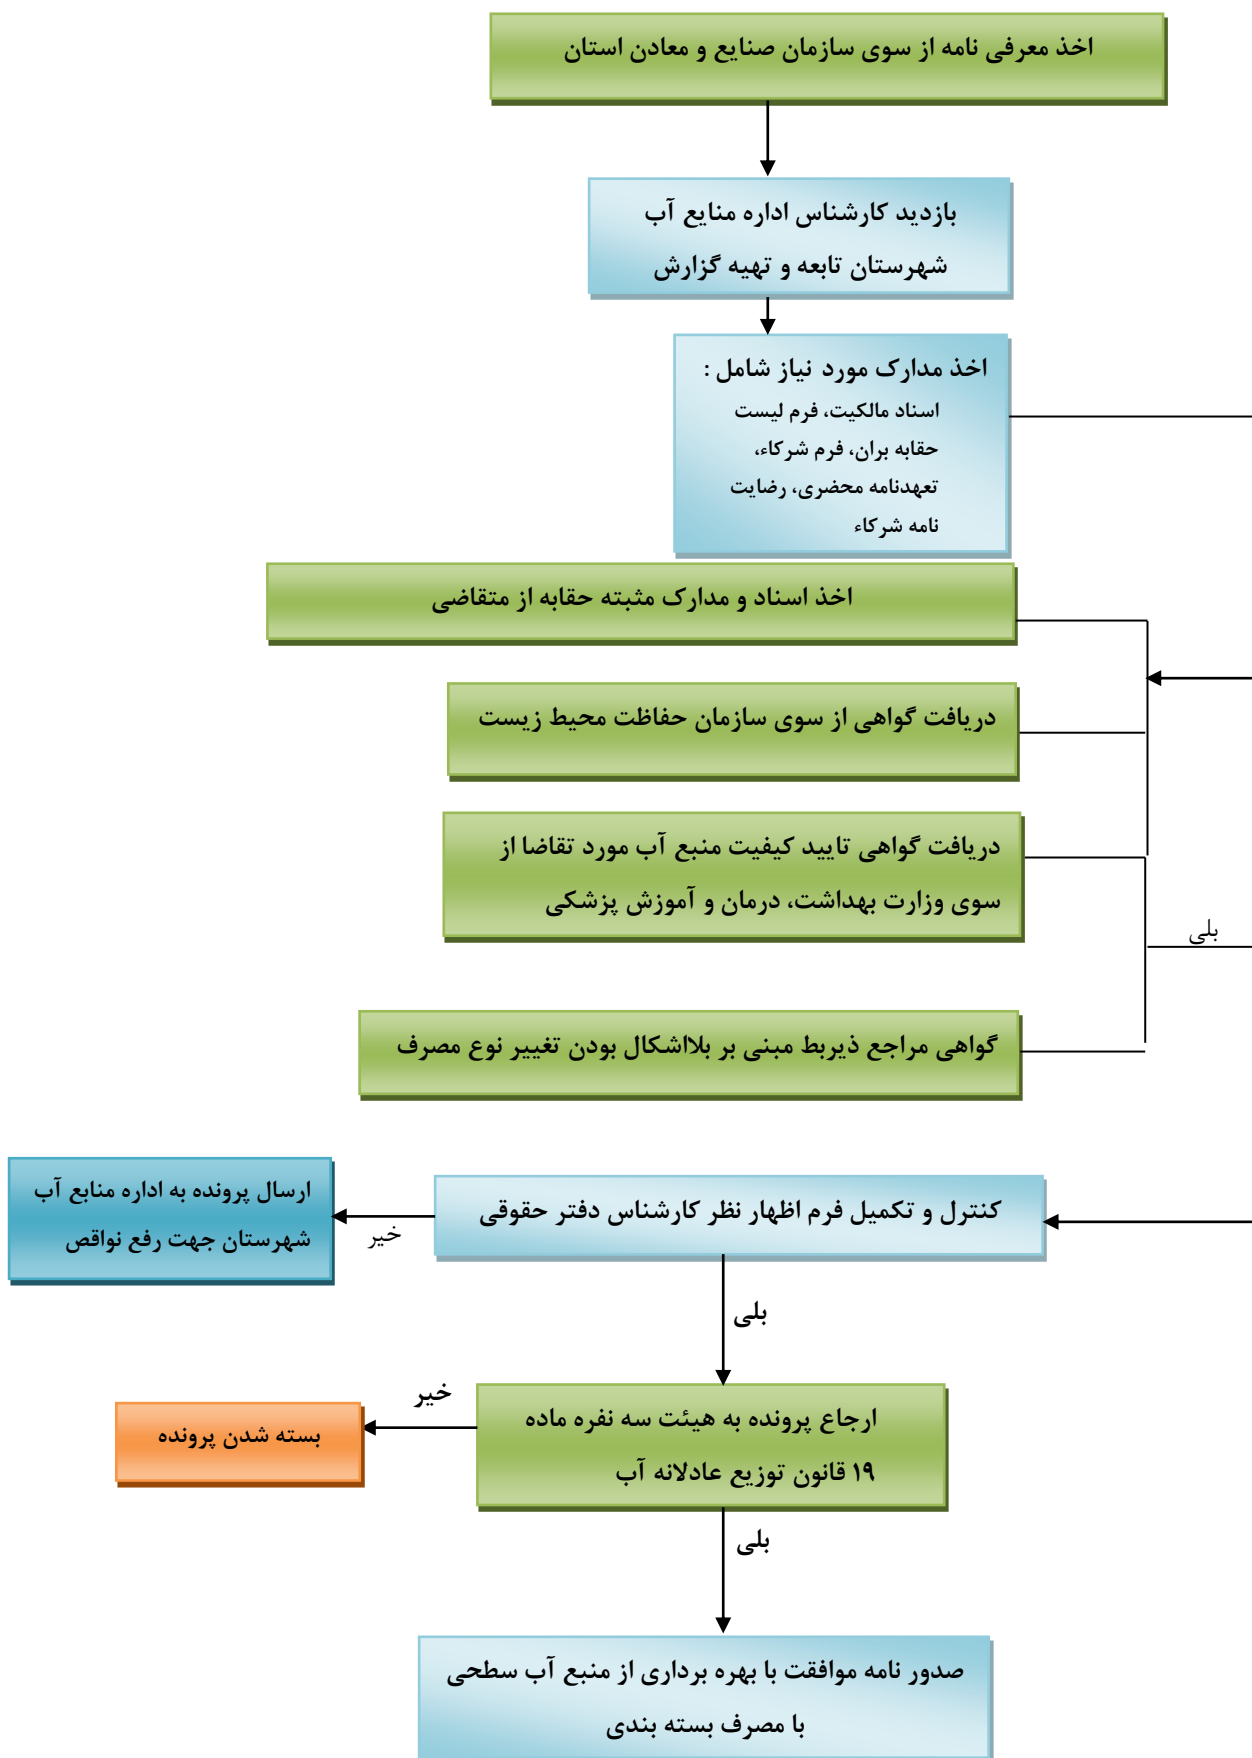 اخذ معرفی نامه از سوی سازمان صنایع و معادن استان
بازدید کارشناس اداره منایع آب
شهرستان تابعه و تهیه گزارش
اخذ مدارک مورد نیاز شامل :
اسناد مالکیت، فرم لیست
حقابه بران، فرم شرکاء،
تعهدنامه محضری، رضایت
نامه شرکاء
اخذ اسناد و مدارک مثبته حقابه از متقاضی
دریافت گواهی از سوی سازمان حفاظت محیط زیست
دریافت گواهی تایید کیفیت منبع آب مورد تقاضا از
سوی وزارت بهداشت، درمان و آموزش پزشکی
بلی
گواهی مراجع ذیربط مبنی بر بلااشکال بودن تغییر نوع مصرف
کنترل و تکمیل فرم اظهار نظر کارشناس دفتر حقوقی
خیر
ارسال پرونده به اداره منابع آب
شهرستان جهت رفع نواقص
بلی
ارجاع پرونده به هیئت سه نفره ماده
۱۹ قانون توزیع عادلانه آب
خیر
بسته شدن پرونده
بلی
صدور نامه موافقت با بهره برداری از منبع آب سطحی
با مصرف بسته بندی